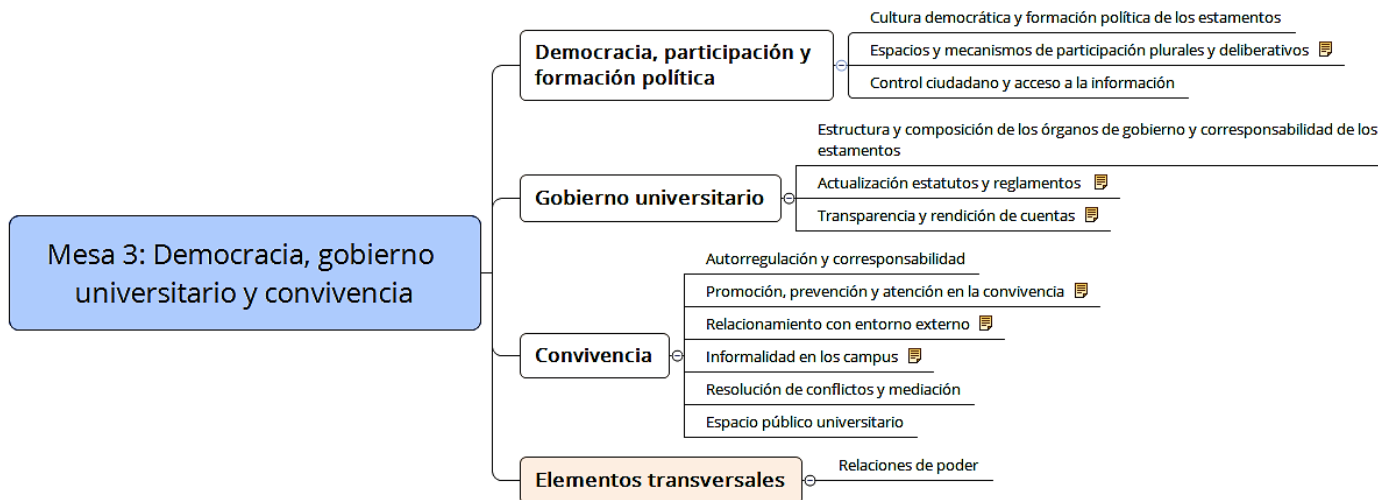 Mesa 3: Democracia, gobierno
universitario y convivencia
Democracia, participación y
formación política
Cultura democrática y formación política de los estamentos
Espacios y mecanismos de participación plurales y deliberativos
Control ciudadano y acceso a la información
Gobierno universitario
Estructura y composición de los órganos de gobierno y corresponsabilidad de los
estamentos
Actualización estatutos y reglamentos
Transparencia y rendición de cuentas
Convivencia
Autorregulación y corresponsabilidad
Promoción, prevención y atención en la convivencia
Relacionamiento con entorno externo
Informalidad en los campus
Resolución de conflictos y mediación
Espacio público universitario
Elementos transversales
Relaciones de poder